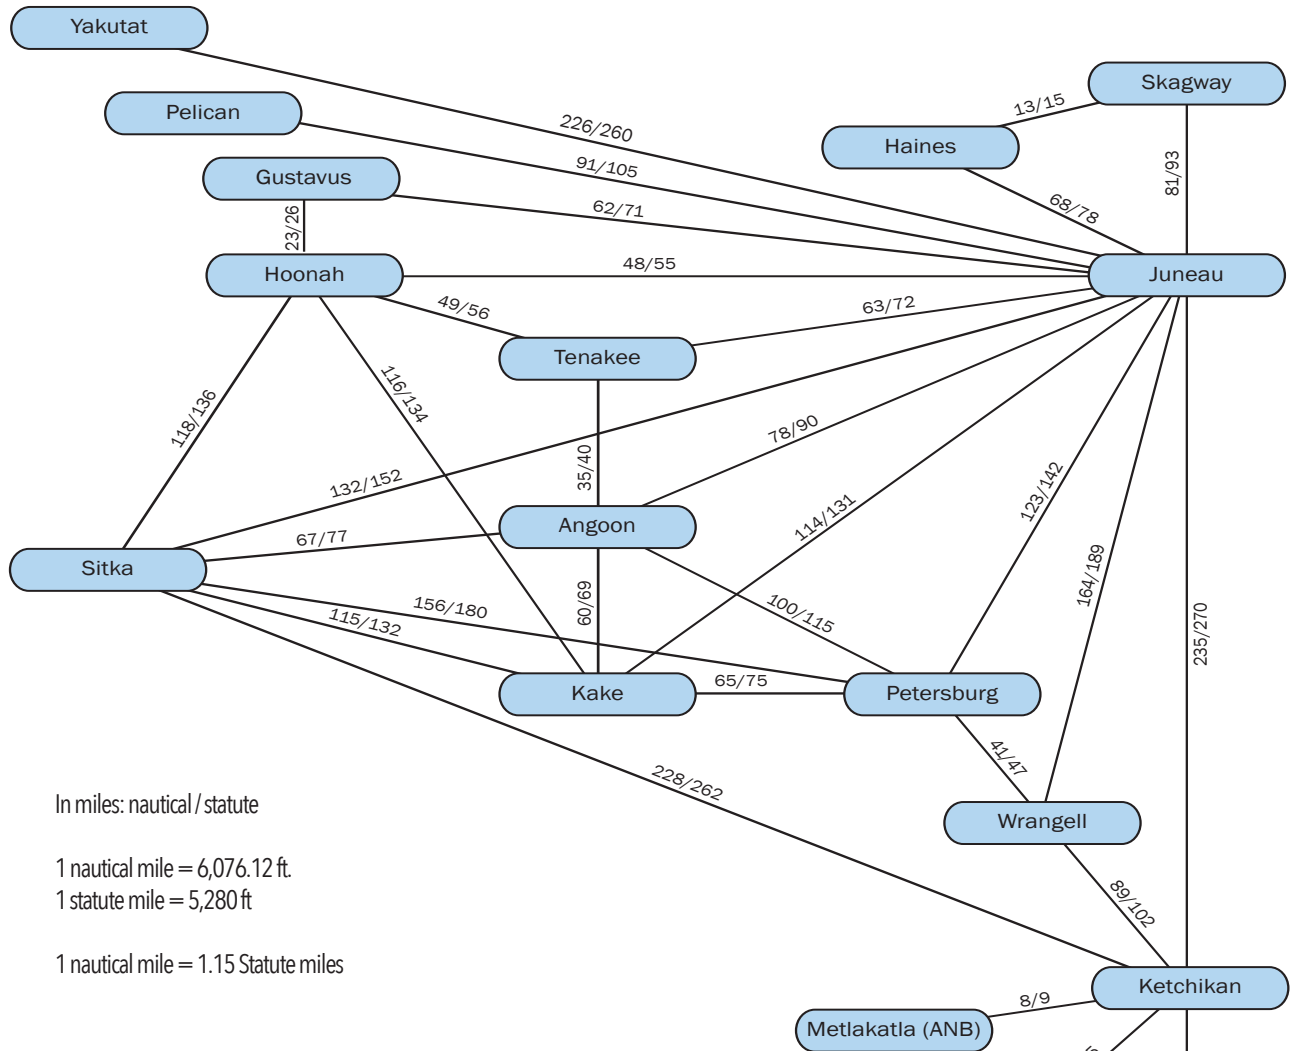 Yakutat
Skagway
13/15
Pelican
226/260
Haines
91/105
81/93
Gustavus
62/71
68/78
23/26
Hoonah
48/55
Juneau
49/56
63/72
Tenakee
116/134
118/136
78/90
35/40
132/152
123/142
114/131
Angoon
67/77
Sitka
164/189
156/180
115/132
60/69
100/115
235/270
65/75
Kake
Petersburg
41/47
228/262
In miles: nautical / statute
Wrangell
1 nautical mile = 6,076.12 ft.
1 statute mile = 5,280 ft
89/102
1 nautical mile = 1.15 Statute miles
Ketchikan
8/9
Metlakatla (ANB)